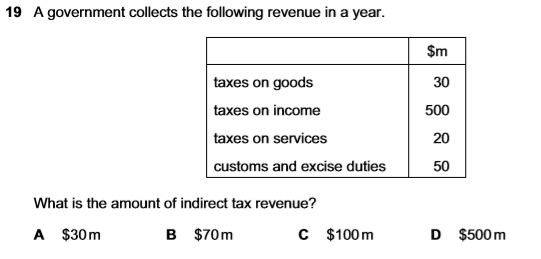 19 A government collects the following revenue in a year.
$m
taxes on goods 30
taxes on income 500
taxes on services 20
customs and excise duties 50
What is the amount of indirect tax revenue?
A $30m B $70m C $100m D $500m